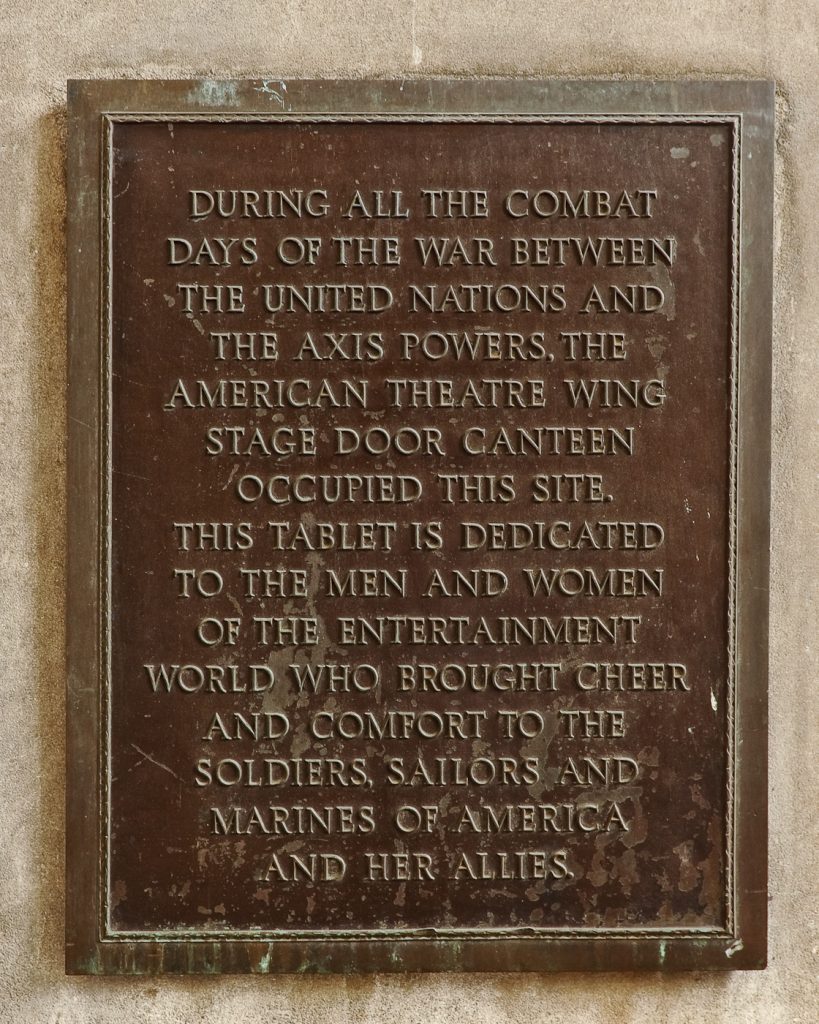 DURING ALL THE COMBAT
DAYS OF THE WAR BETWEEN
THE UNITED NATIONS AND
THE AXIS POWERS, THE
AMERICAN THEATRE WING
STAGE DOOR CANTEEN
OCCUPIED THIS SITE.
THIS TABLET IS DEDICATED
TO THE MEN AND WOMEN
OF THE ENTERTAINMENT
WORLD WHO BROUGHT CHEER
AND COMFORT TO THE
SOLDIERS, SAILORS AND
MARINES OF AMERICA
AND HER ALLIES.